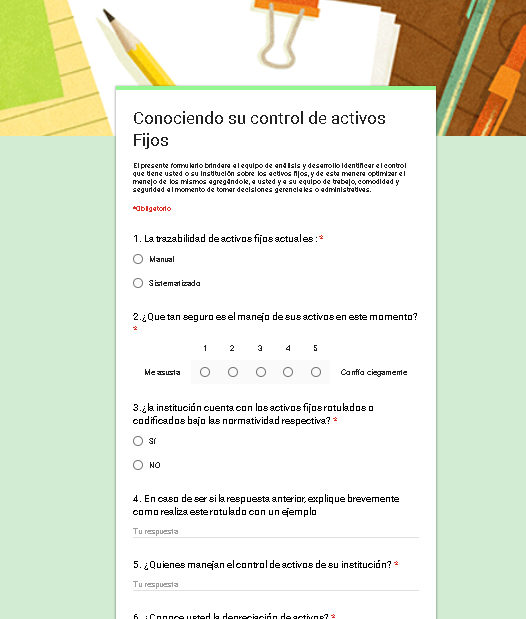 Conociendo su control de activos
Fijos
El presente formulario brindara el equipo de análisis y desarrollo identificar el control
que tiene usted o su institución sobre los activos fijos, y de esta manera optimizar el
manejo de los mismos agregándole, a usted y a su equipo de trabajo, comodidad y
seguridad al momento de tomar decisiones gerenciales o administrativas.
*Obligatorio
1. La trazabilidad de activos fijos actuales : *
Manual
Sistematizado
2.¿Que tan seguro es el manejo de sus activos en este momento?
*
1 2 3 4 5
Me asusta Confío ciegamente
3.¿la institución cuenta con los activos fijos rotulados o
codificados bajo las normatividad respectiva? *
Sí
NO
4. En caso de ser si la respuesta anterior, explique brevemente
como realiza este rotulado con un ejemplo
Tu respuesta
5. ¿Quienes manejan el control de activos de su institución? *
Tu respuesta
6. ¿Conoce usted la depreciación de activos? *